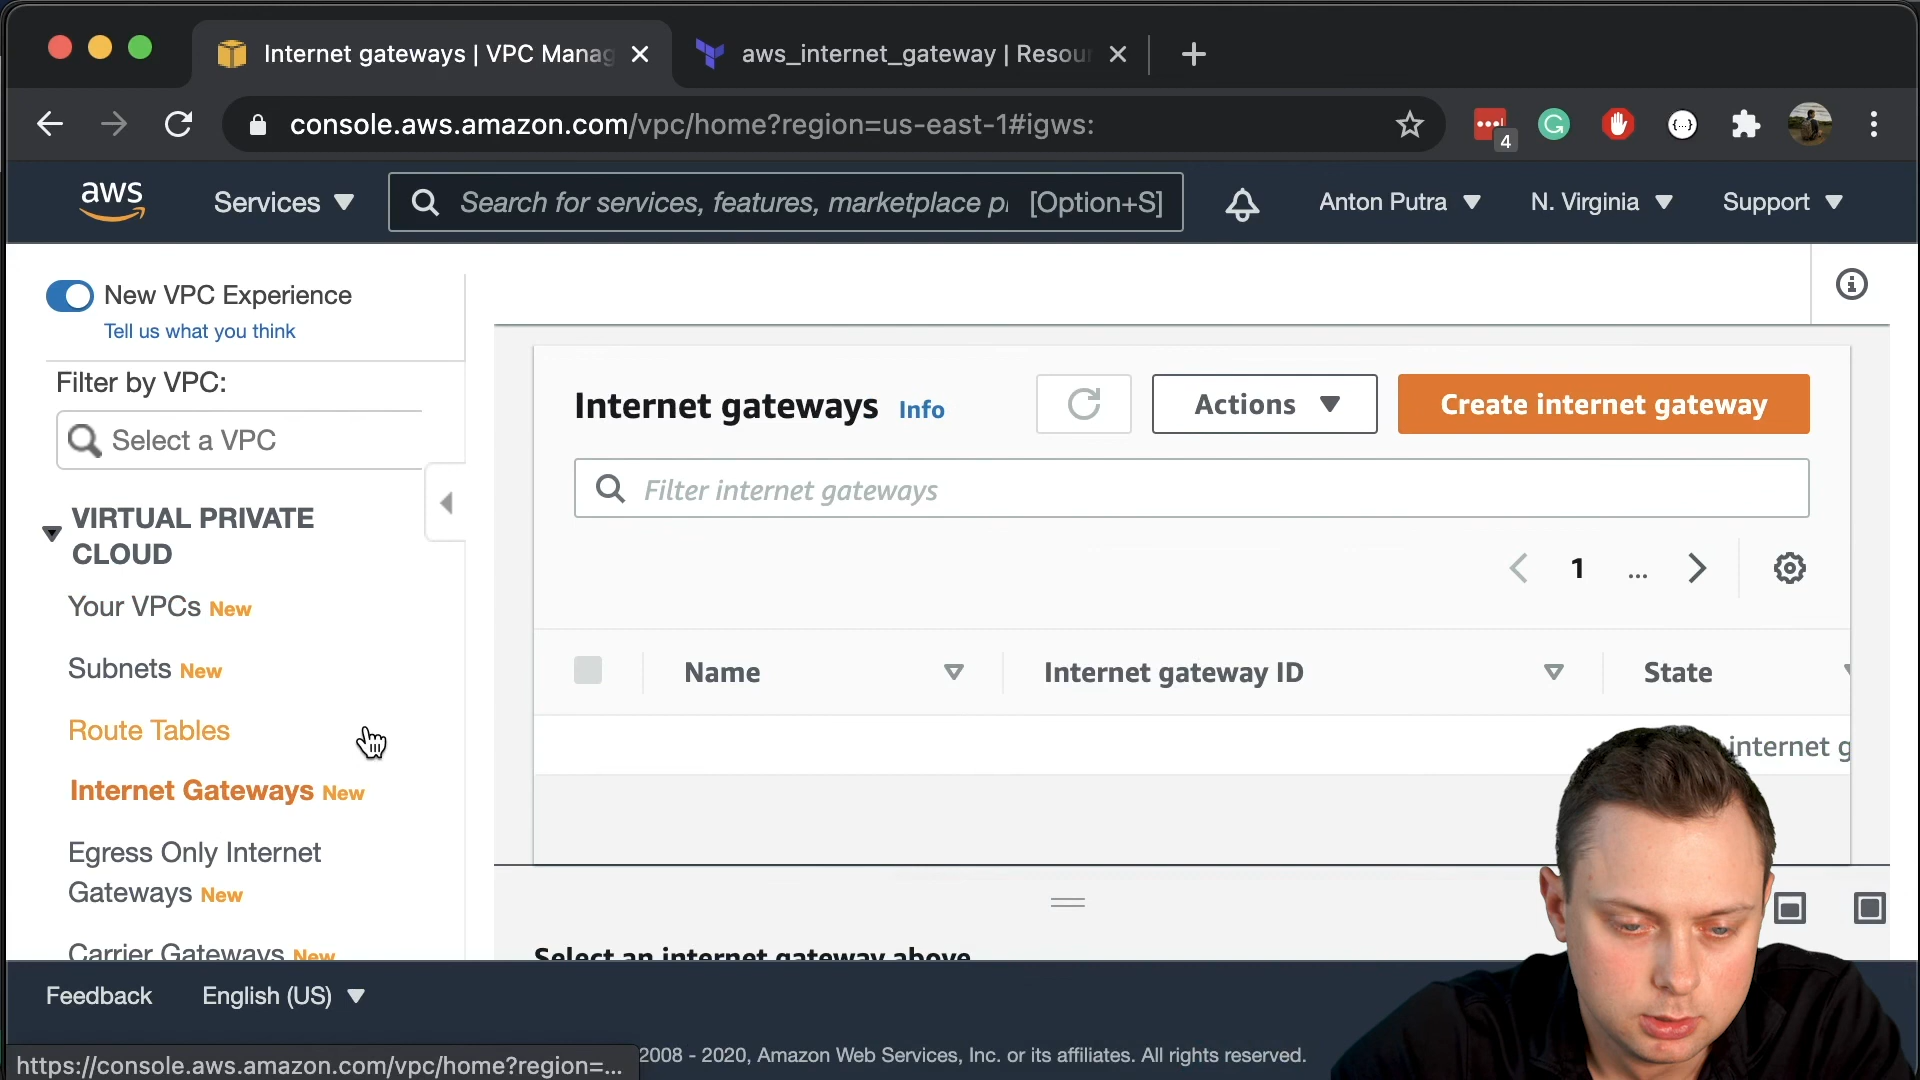 Internet gateways | VPC Manag
aws_internet_gateway | Resour
console.aws.amazon.com/vpc/home?region=us-east-1#igws:
4
aws
Services
Search for services, features, marketplace p
[Option+S]
Anton Putra
N. Virginia
Support
New VPC Experience
Tell us what you think
Filter by VPC:
Select a VPC
VIRTUAL PRIVATE
CLOUD
Your VPCs New
Subnets New
Route Tables
Internet Gateways New
Egress Only Internet
Gateways New
Carrier Gateways New
Internet gateways Info
Actions
Create internet gateway
Filter internet gateways
1 ...
Name
Internet gateway ID
State
internet g
Select an internet gateway above
Feedback
English (US)
https://console.aws.amazon.com/vpc/home?region=...
2008 - 2020, Amazon Web Services, Inc. or its affiliates. All rights reserved.